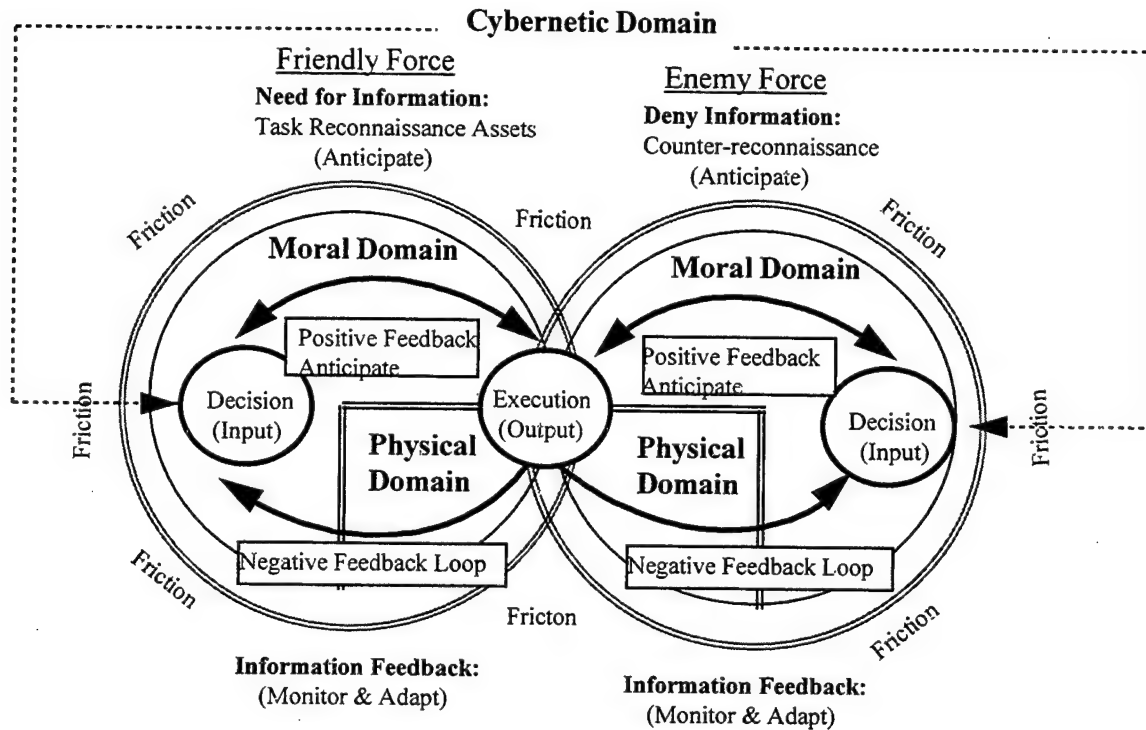 Cybernetic Domain
Friendly Force
Need for Information:
Task Reconnaissance Assets
(Anticipate)
Enemy Force
Deny Information:
Counter-reconnaissance
(Anticipate)
Friction
Friction
Friction
Moral Domain
Moral Domain
Positive Feedback
Anticipate
Positive Feedback
Anticipate
Friction
Decision
(Input)
Execution
(Output)
Decision
(Input)
Friction
Physical
Domain
Physical
Domain
Negative Feedback Loop
Negative Feedback Loop
Friction
Fricton
Friction
Information Feedback:
(Monitor & Adapt)
Information Feedback:
(Monitor & Adapt)